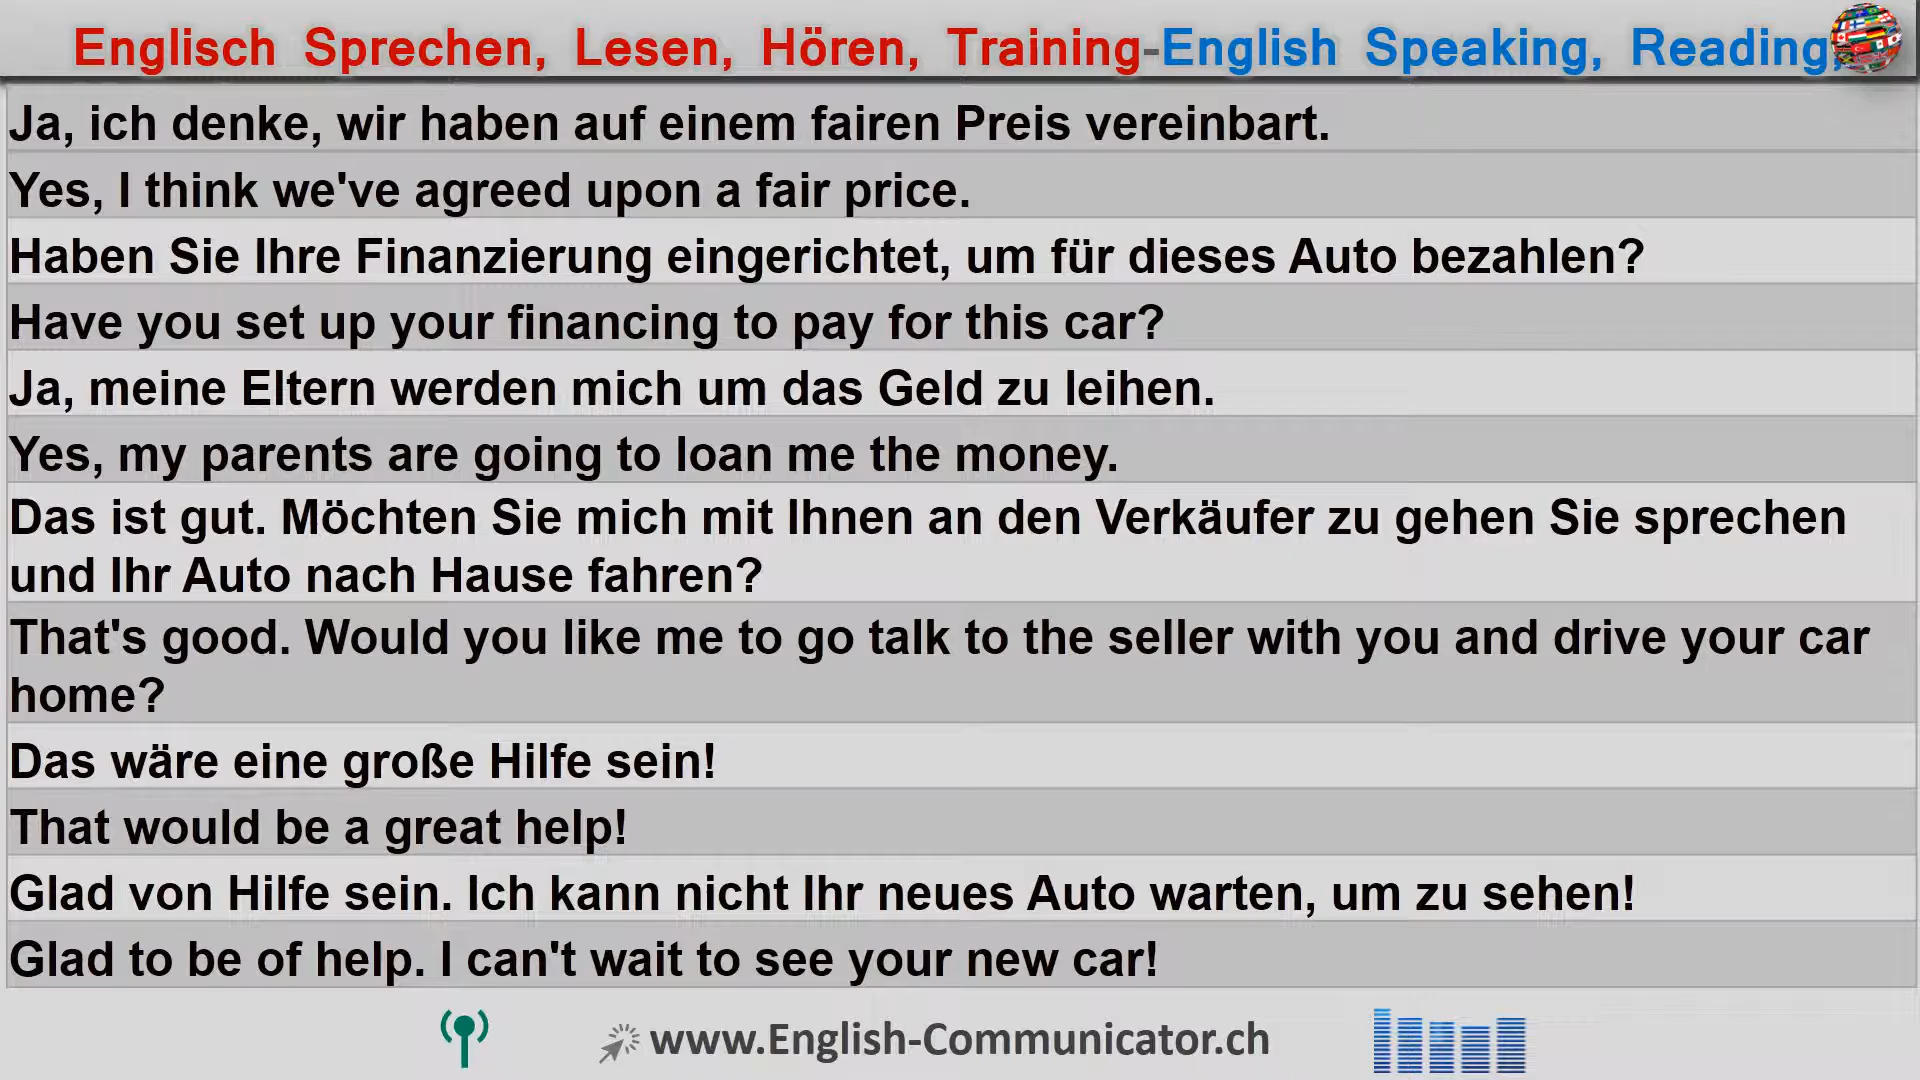 Englisch Sprechen, Lesen, Hören, Training-English Speaking, Reading,
Ja, ich denke, wir haben auf einem fairen Preis vereinbart.
Yes, I think we've agreed upon a fair price.
Haben Sie Ihre Finanzierung eingerichtet, um für dieses Auto bezahlen?
Have you set up your financing to pay for this car?
Ja, meine Eltern werden mich um das Geld zu leihen.
Yes, my parents are going to loan me the money.
Das ist gut. Möchten Sie mich mit Ihnen an den Verkäufer zu gehen Sie sprechen
und Ihr Auto nach Hause fahren?
That's good. Would you like me to go talk to the seller with you and drive your car
home?
Das wäre eine große Hilfe sein!
That would be a great help!
Glad von Hilfe sein. Ich kann nicht Ihr neues Auto warten, um zu sehen!
Glad to be of help. I can't wait to see your new car!
www.English-Communicator.ch